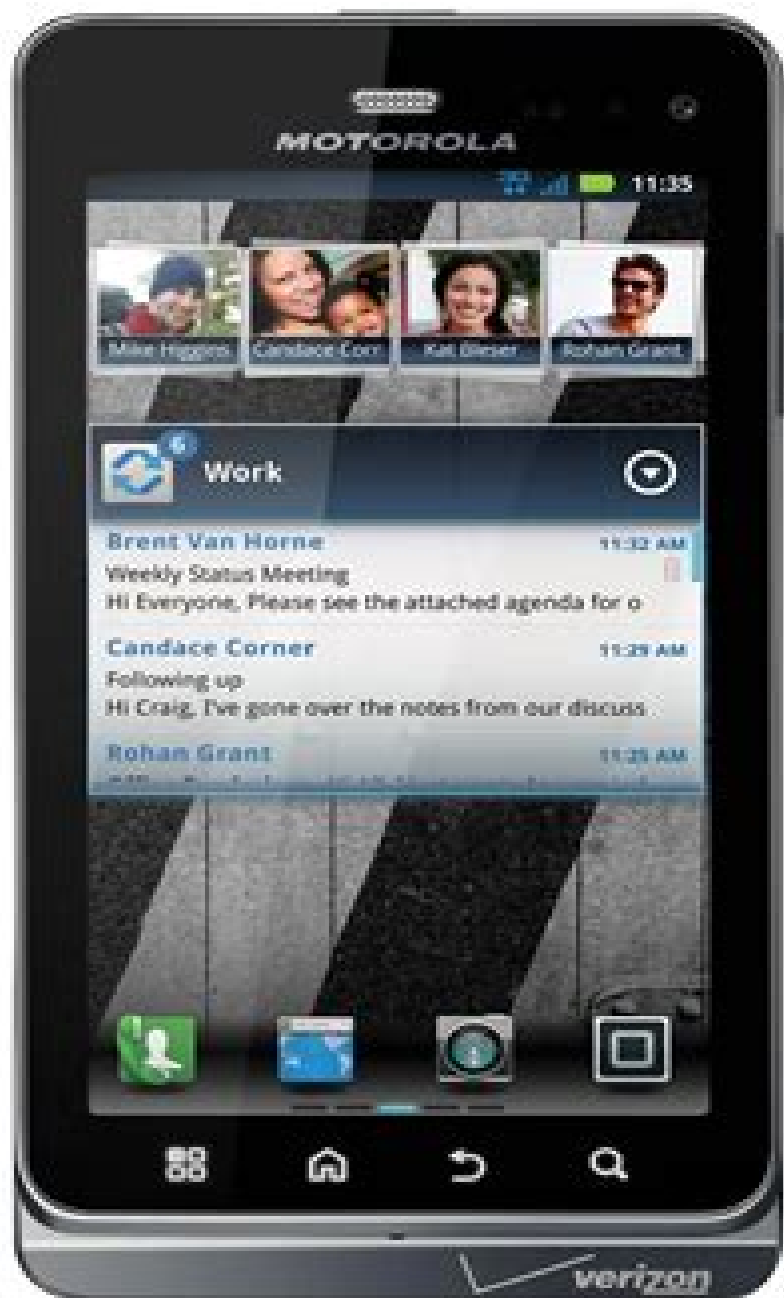 MOTOROLA
11:35
Mike Higgins Candace Corr Kat Bleser Rohan Grant
6
Work
Brent Van Horne 11:32 AM
Weekly Status Meeting
Hi Everyone, Please see the attached agenda for o
Candace Corner 11:29 AM
Following up
Hi Craig, I've gone over the notes from our discuss
Rohan Grant 11:25 AM
verizon